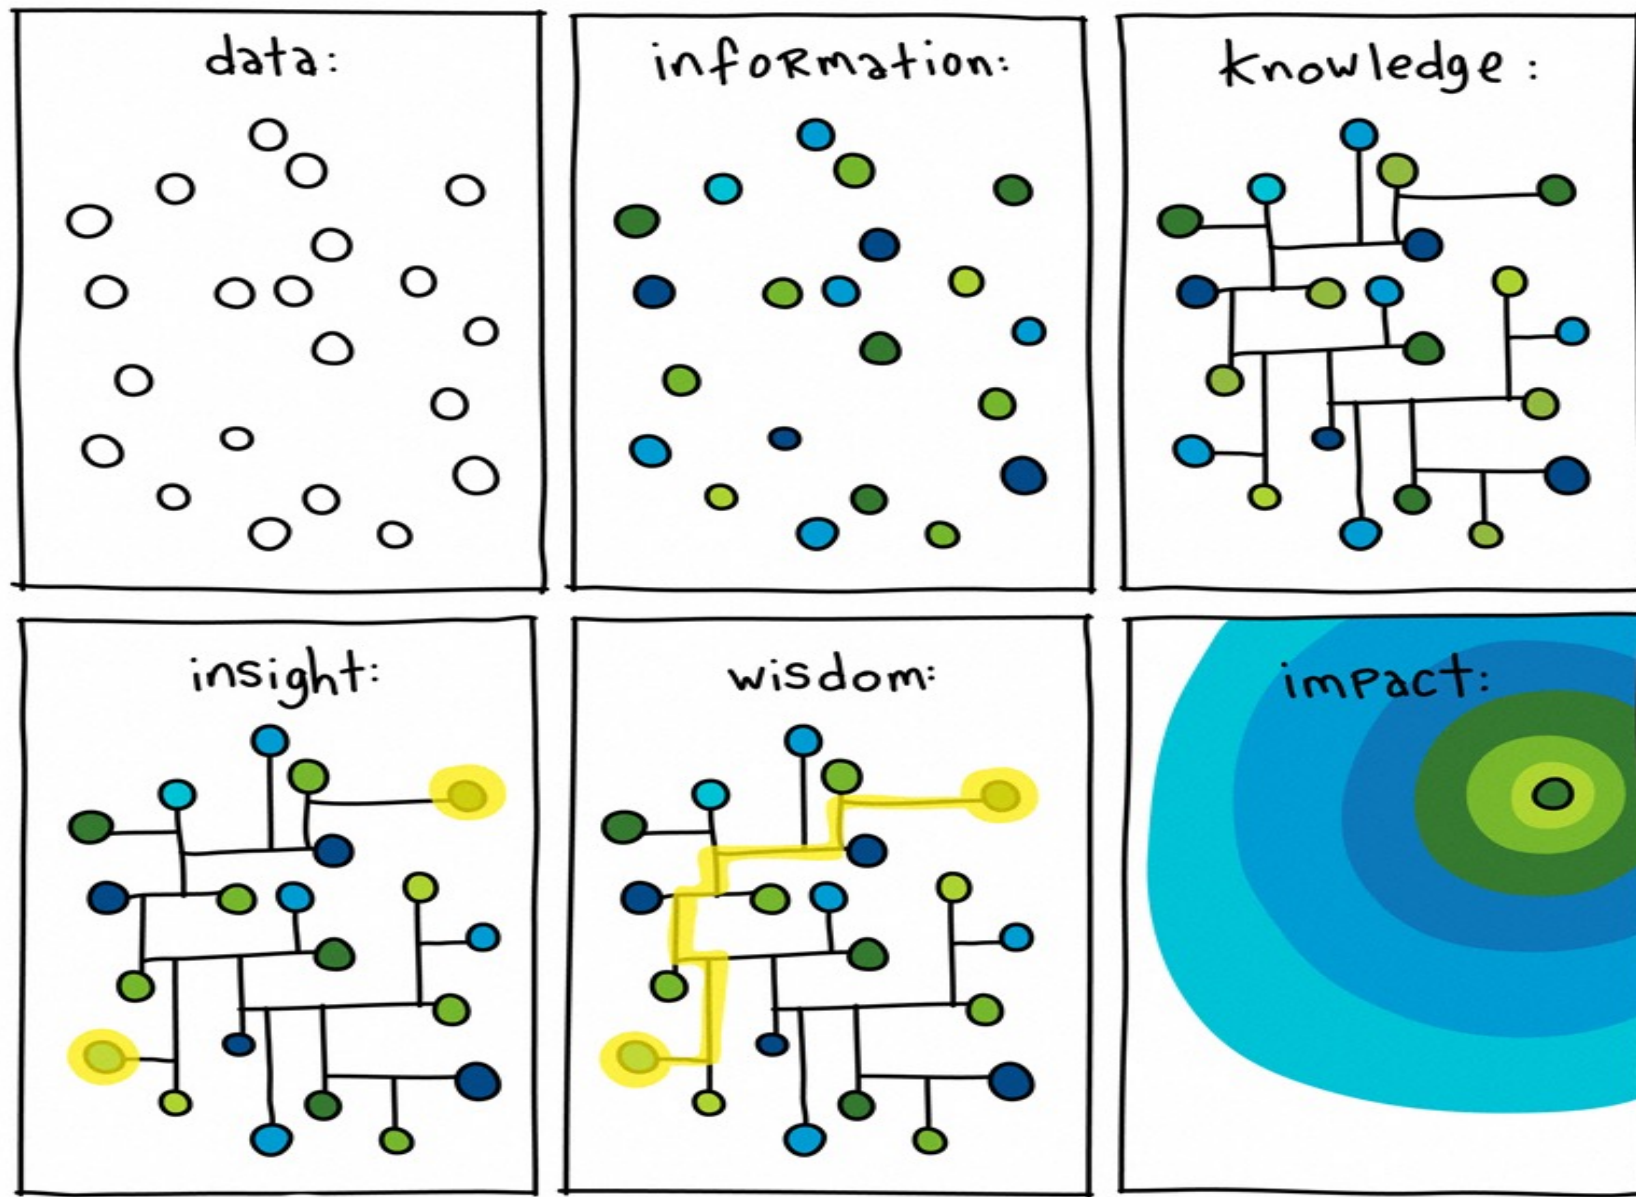 data:
information:
knowledge:
insight:
wisdom:
impact: